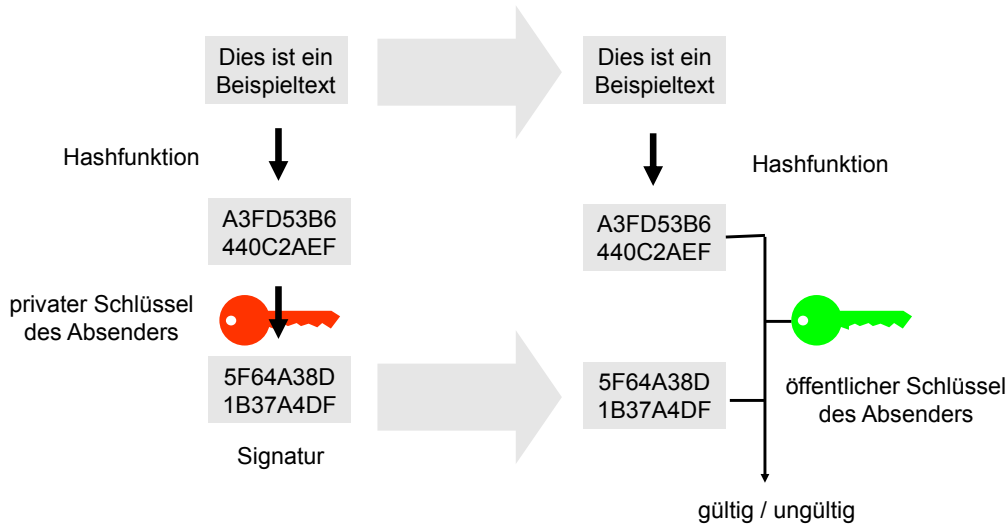 Dies ist ein
Beispieltext
Dies ist ein
Beispieltext
Hashfunktion
Hashfunktion
A3FD53B6
440C2AEF
A3FD53B6
440C2AEF
privater Schlüssel
des Absenders
5F64A38D
1B37A4DF
5F64A38D
1B37A4DF
öffentlicher Schlüssel
des Absenders
Signatur
gültig / ungültig